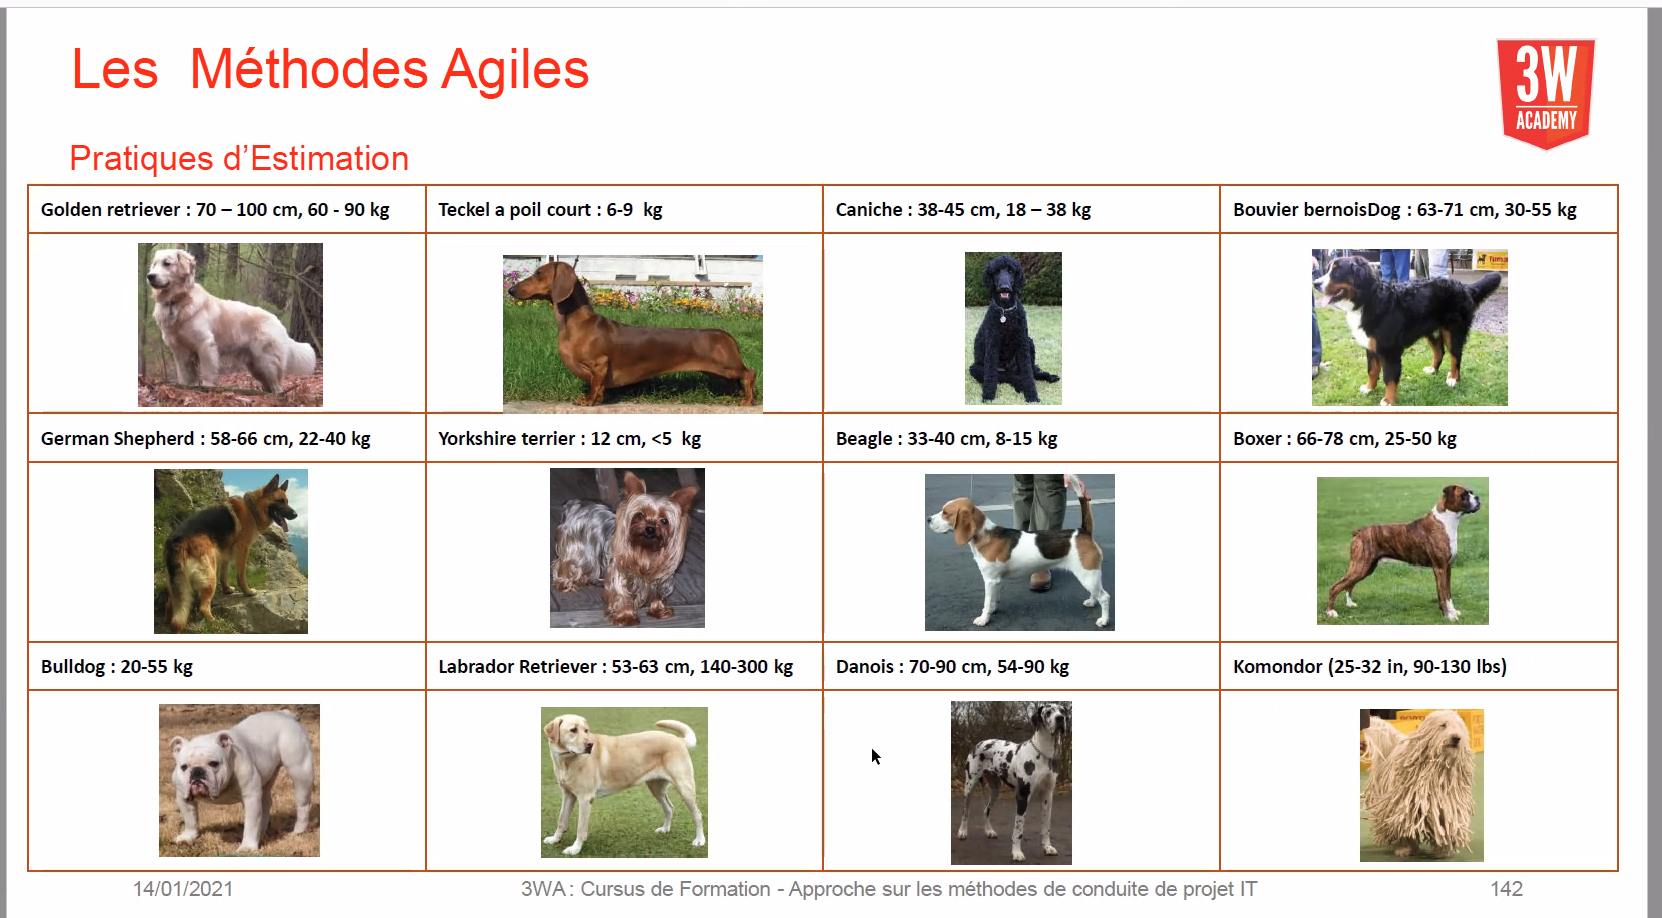 Les Méthodes Agiles
3W
ACADEMY
Pratiques d'Estimation
Golden retriever : 70 – 100 cm, 60 - 90 kg
Teckel a poil court : 6-9 kg
Caniche : 38-45 cm, 18 – 38 kg
Bouvier bernoisDog : 63-71 cm, 30-55 kg
German Shepherd : 58-66 cm, 22-40 kg
Yorkshire terrier : 12 cm, <5 kg
Beagle : 33-40 cm, 8-15 kg
Boxer : 66-78 cm, 25-50 kg
Bulldog : 20-55 kg
Labrador Retriever : 53-63 cm, 140-300 kg
Danois : 70-90 cm, 54-90 kg
Komondor (25-32 in, 90-130 lbs)
14/01/2021
3WA : Cursus de Formation - Approche sur les méthodes de conduite de projet IT
142